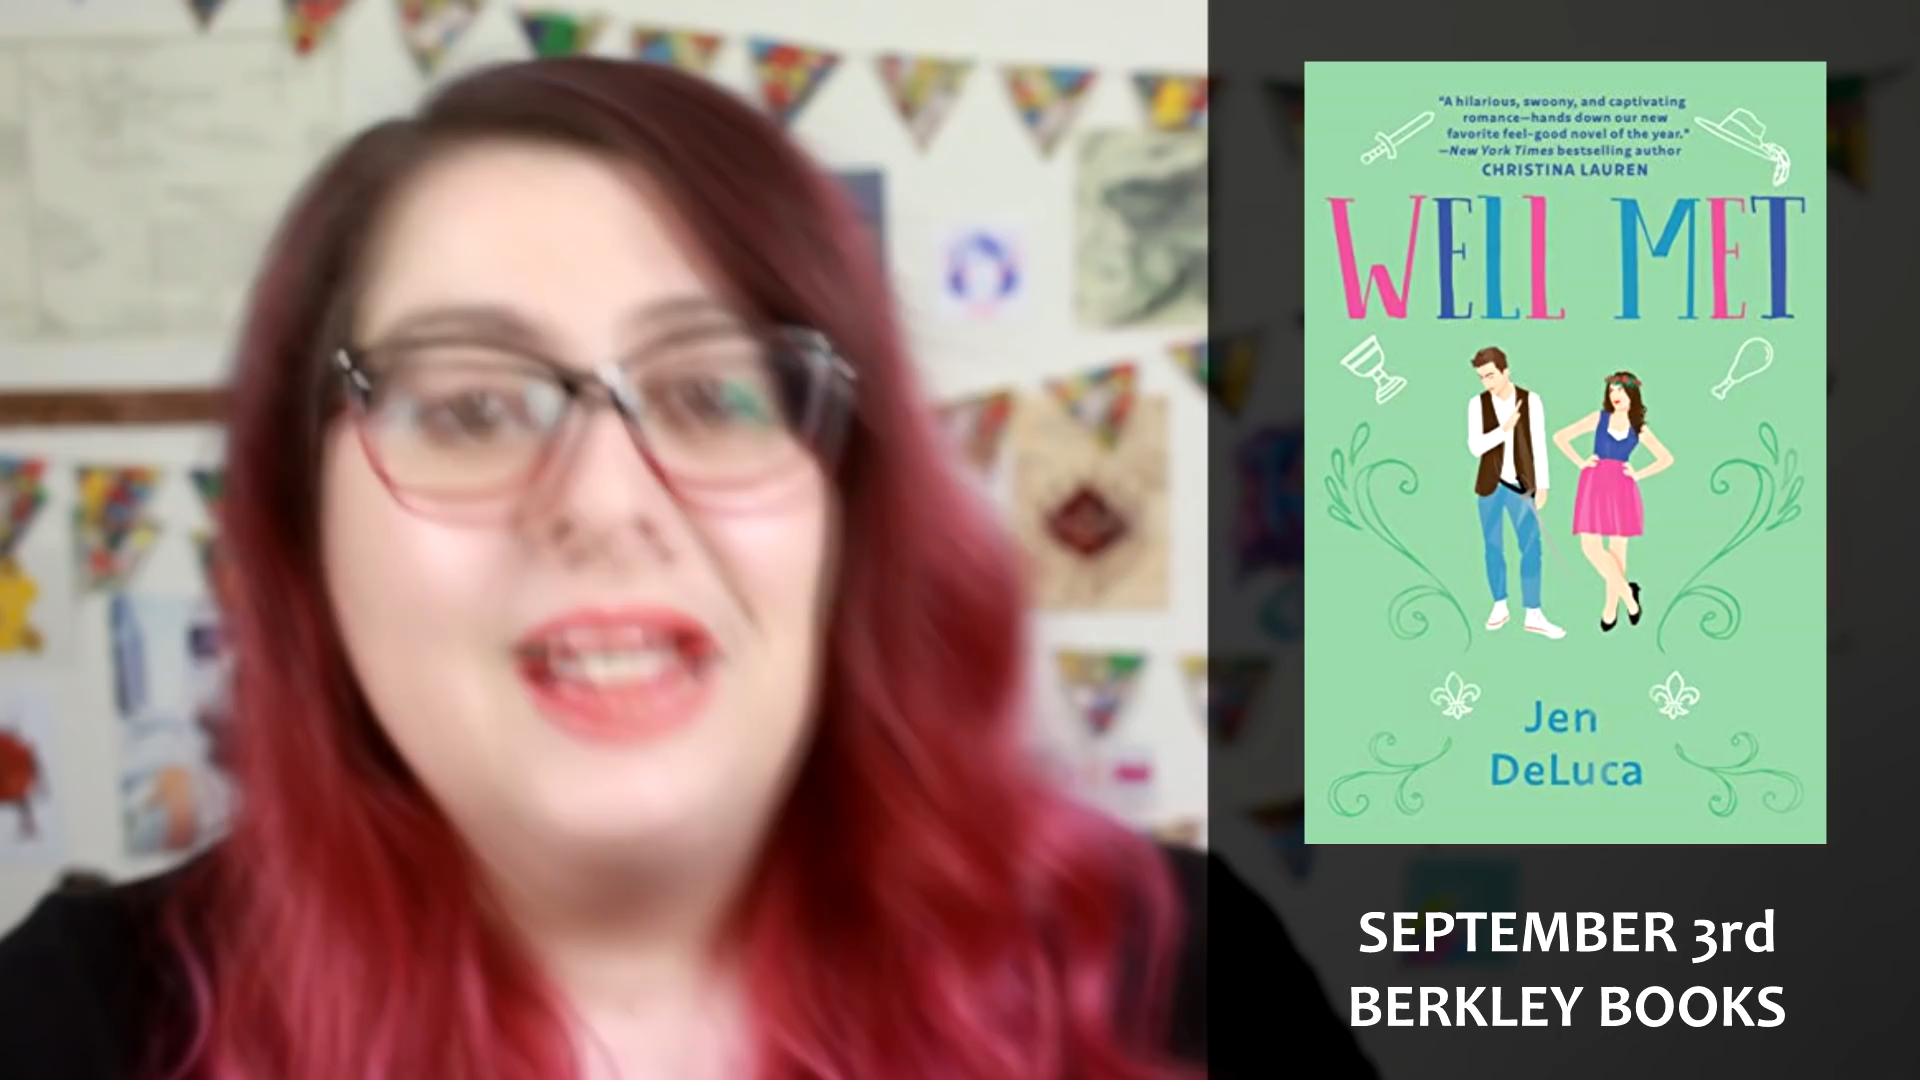 "A hilarious, swoony, and captivating
romance—hands down our new
favorite feel-good novel of the year."
—New York Times bestselling author
CHRISTINA LAUREN
WELL MET
Jen
DeLuca
SEPTEMBER 3rd
BERKLEY BOOKS